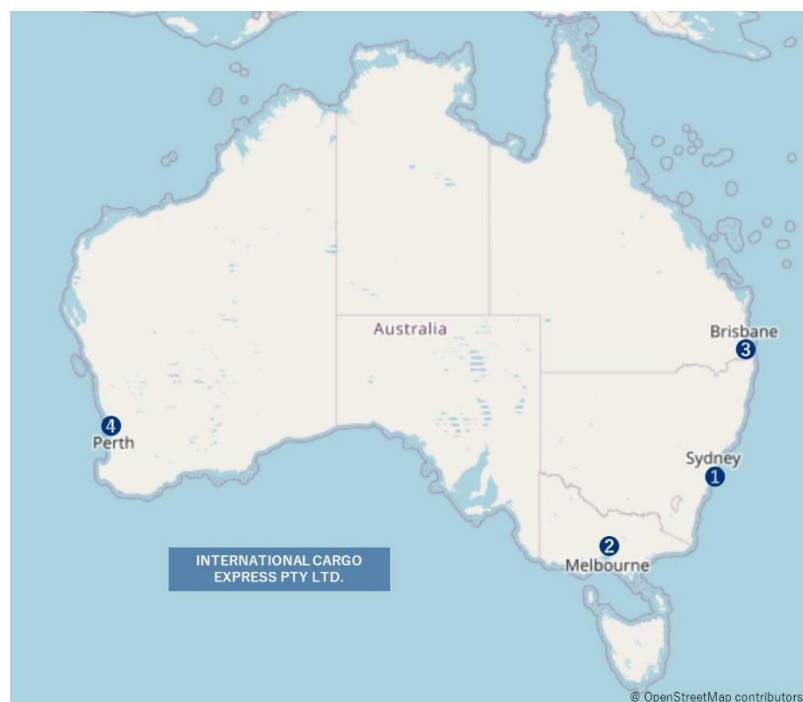 Australia
Brisbane
3
4
Perth
Sydney
1
2
Melbourne
INTERNATIONAL CARGO
EXPRESS PTY LTD.
@ OpenStreetMap contributors